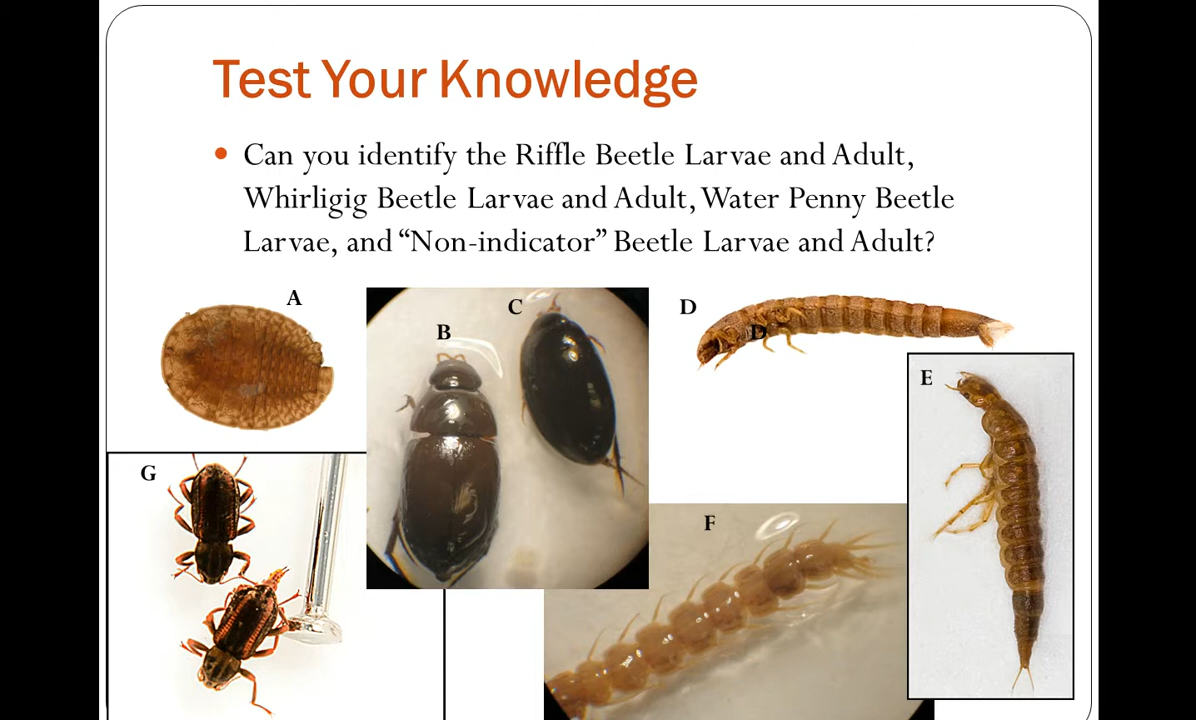 Test Your Knowledge
Can you identify the Riffle Beetle Larvae and Adult,
Whirligig Beetle Larvae and Adult, Water Penny Beetle
Larvae, and “Non-indicator” Beetle Larvae and Adult?
A
B
C
D
D
E
G
F